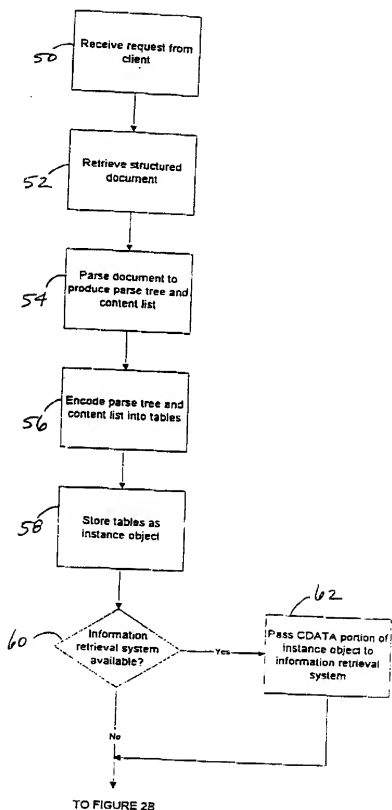 50
Receive request from
client
52
Retrieve structured
document
54
Parse document to
produce parse tree and
content list
56
Encode parse tree and
content list into tables
58
Store tables as
instance object
60
Information
retrieval system
available?
Yes
62
Pass CDATA portion of
instance object to
information retrieval
system
No
TO FIGURE 2B